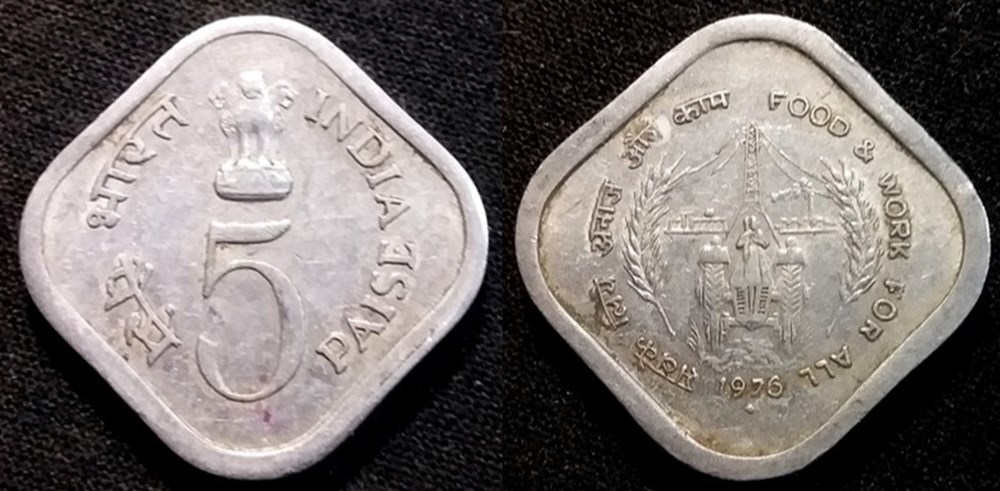 भारत INDIA
5
पैसे PAISE
सबके लिए अनाज और काम
FOOD & WORK FOR ALL
1976